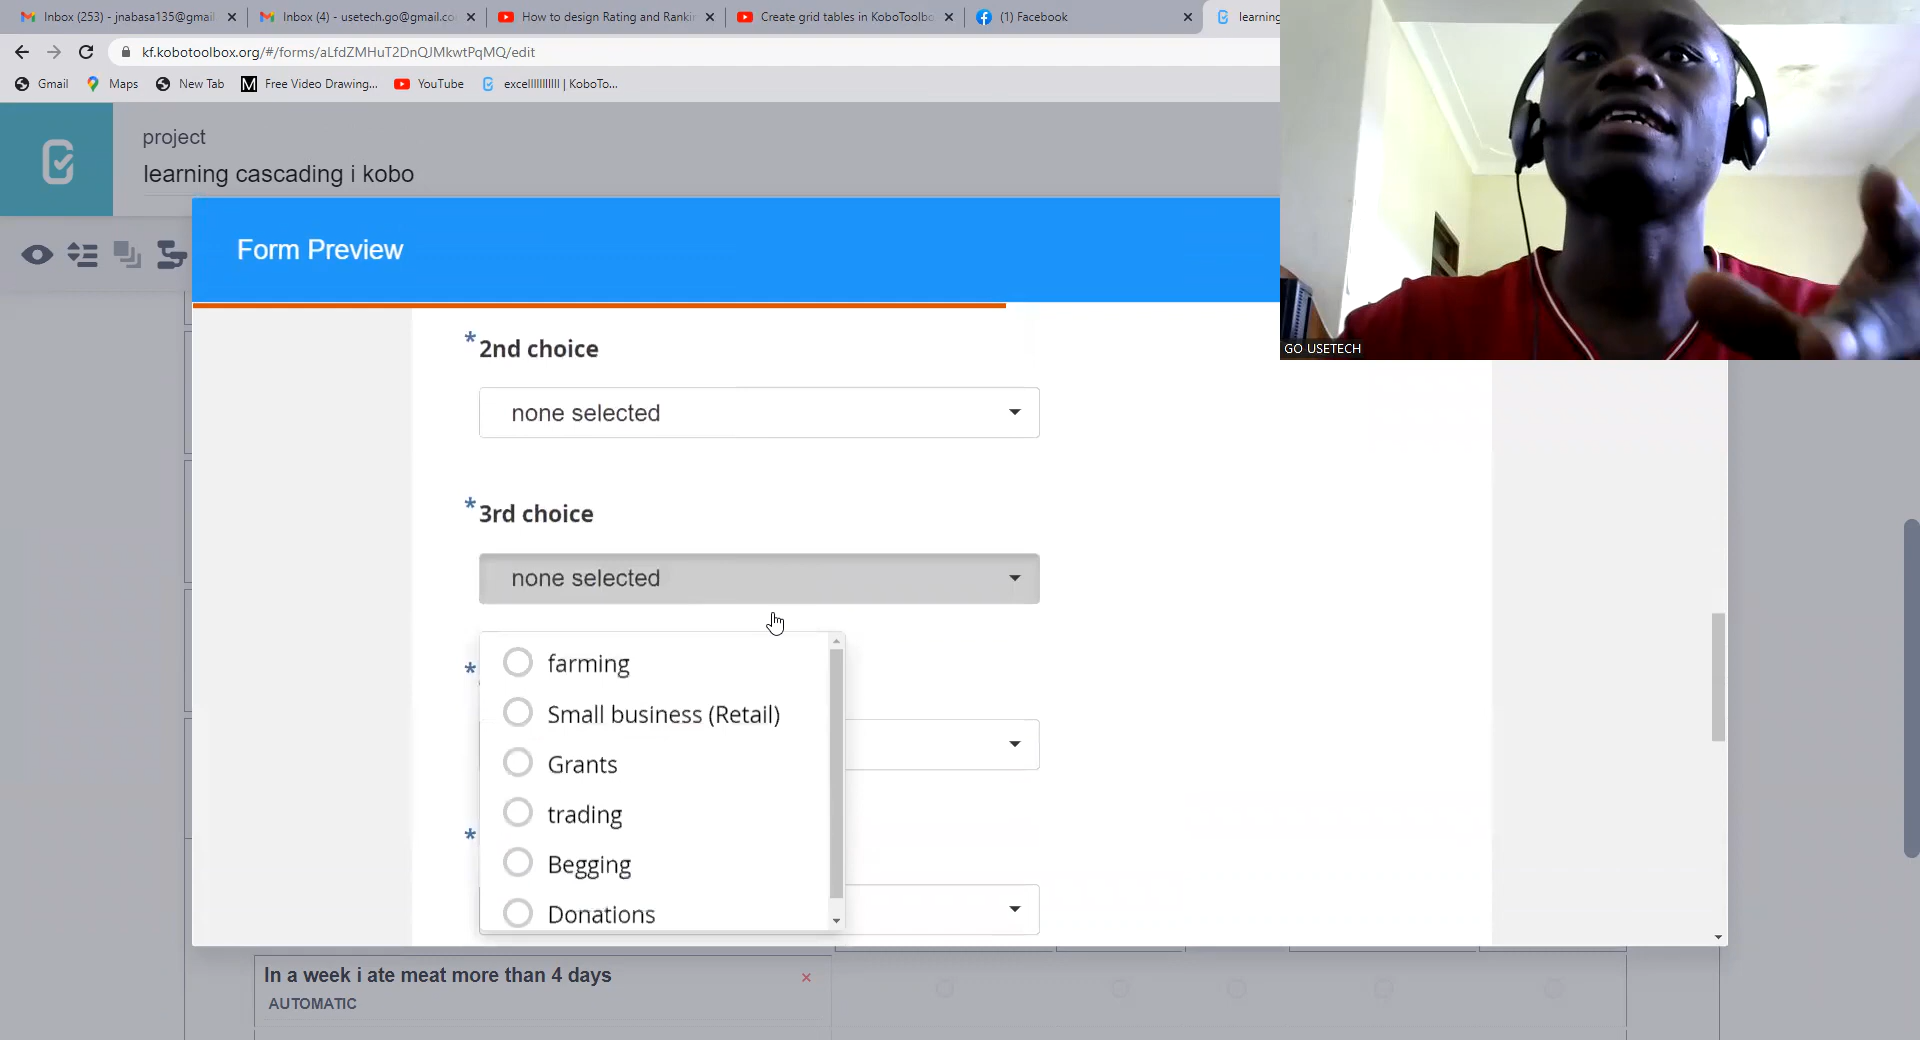 Inbox (253) - jnabasa135@gmail.
Inbox (4) - usetech.go@gmail.co
How to design Rating and Ranki
Create grid tables in KoboToolbo
(1) Facebook
learning
kf.kobotoolbox.org/#/forms/aLfdZMHuT2DnQJMkwtPqMQ/edit
Gmail
Maps
New Tab
Free Video Drawing...
YouTube
excelllllllllll | KoboTo...
project
learning cascading i kobo
Form Preview
GO USETECH
* 2nd choice
none selected
* 3rd choice
none selected
farming
*
Small business (Retail)
Grants
trading
*
Begging
Donations
In a week i ate meat more than 4 days
AUTOMATIC